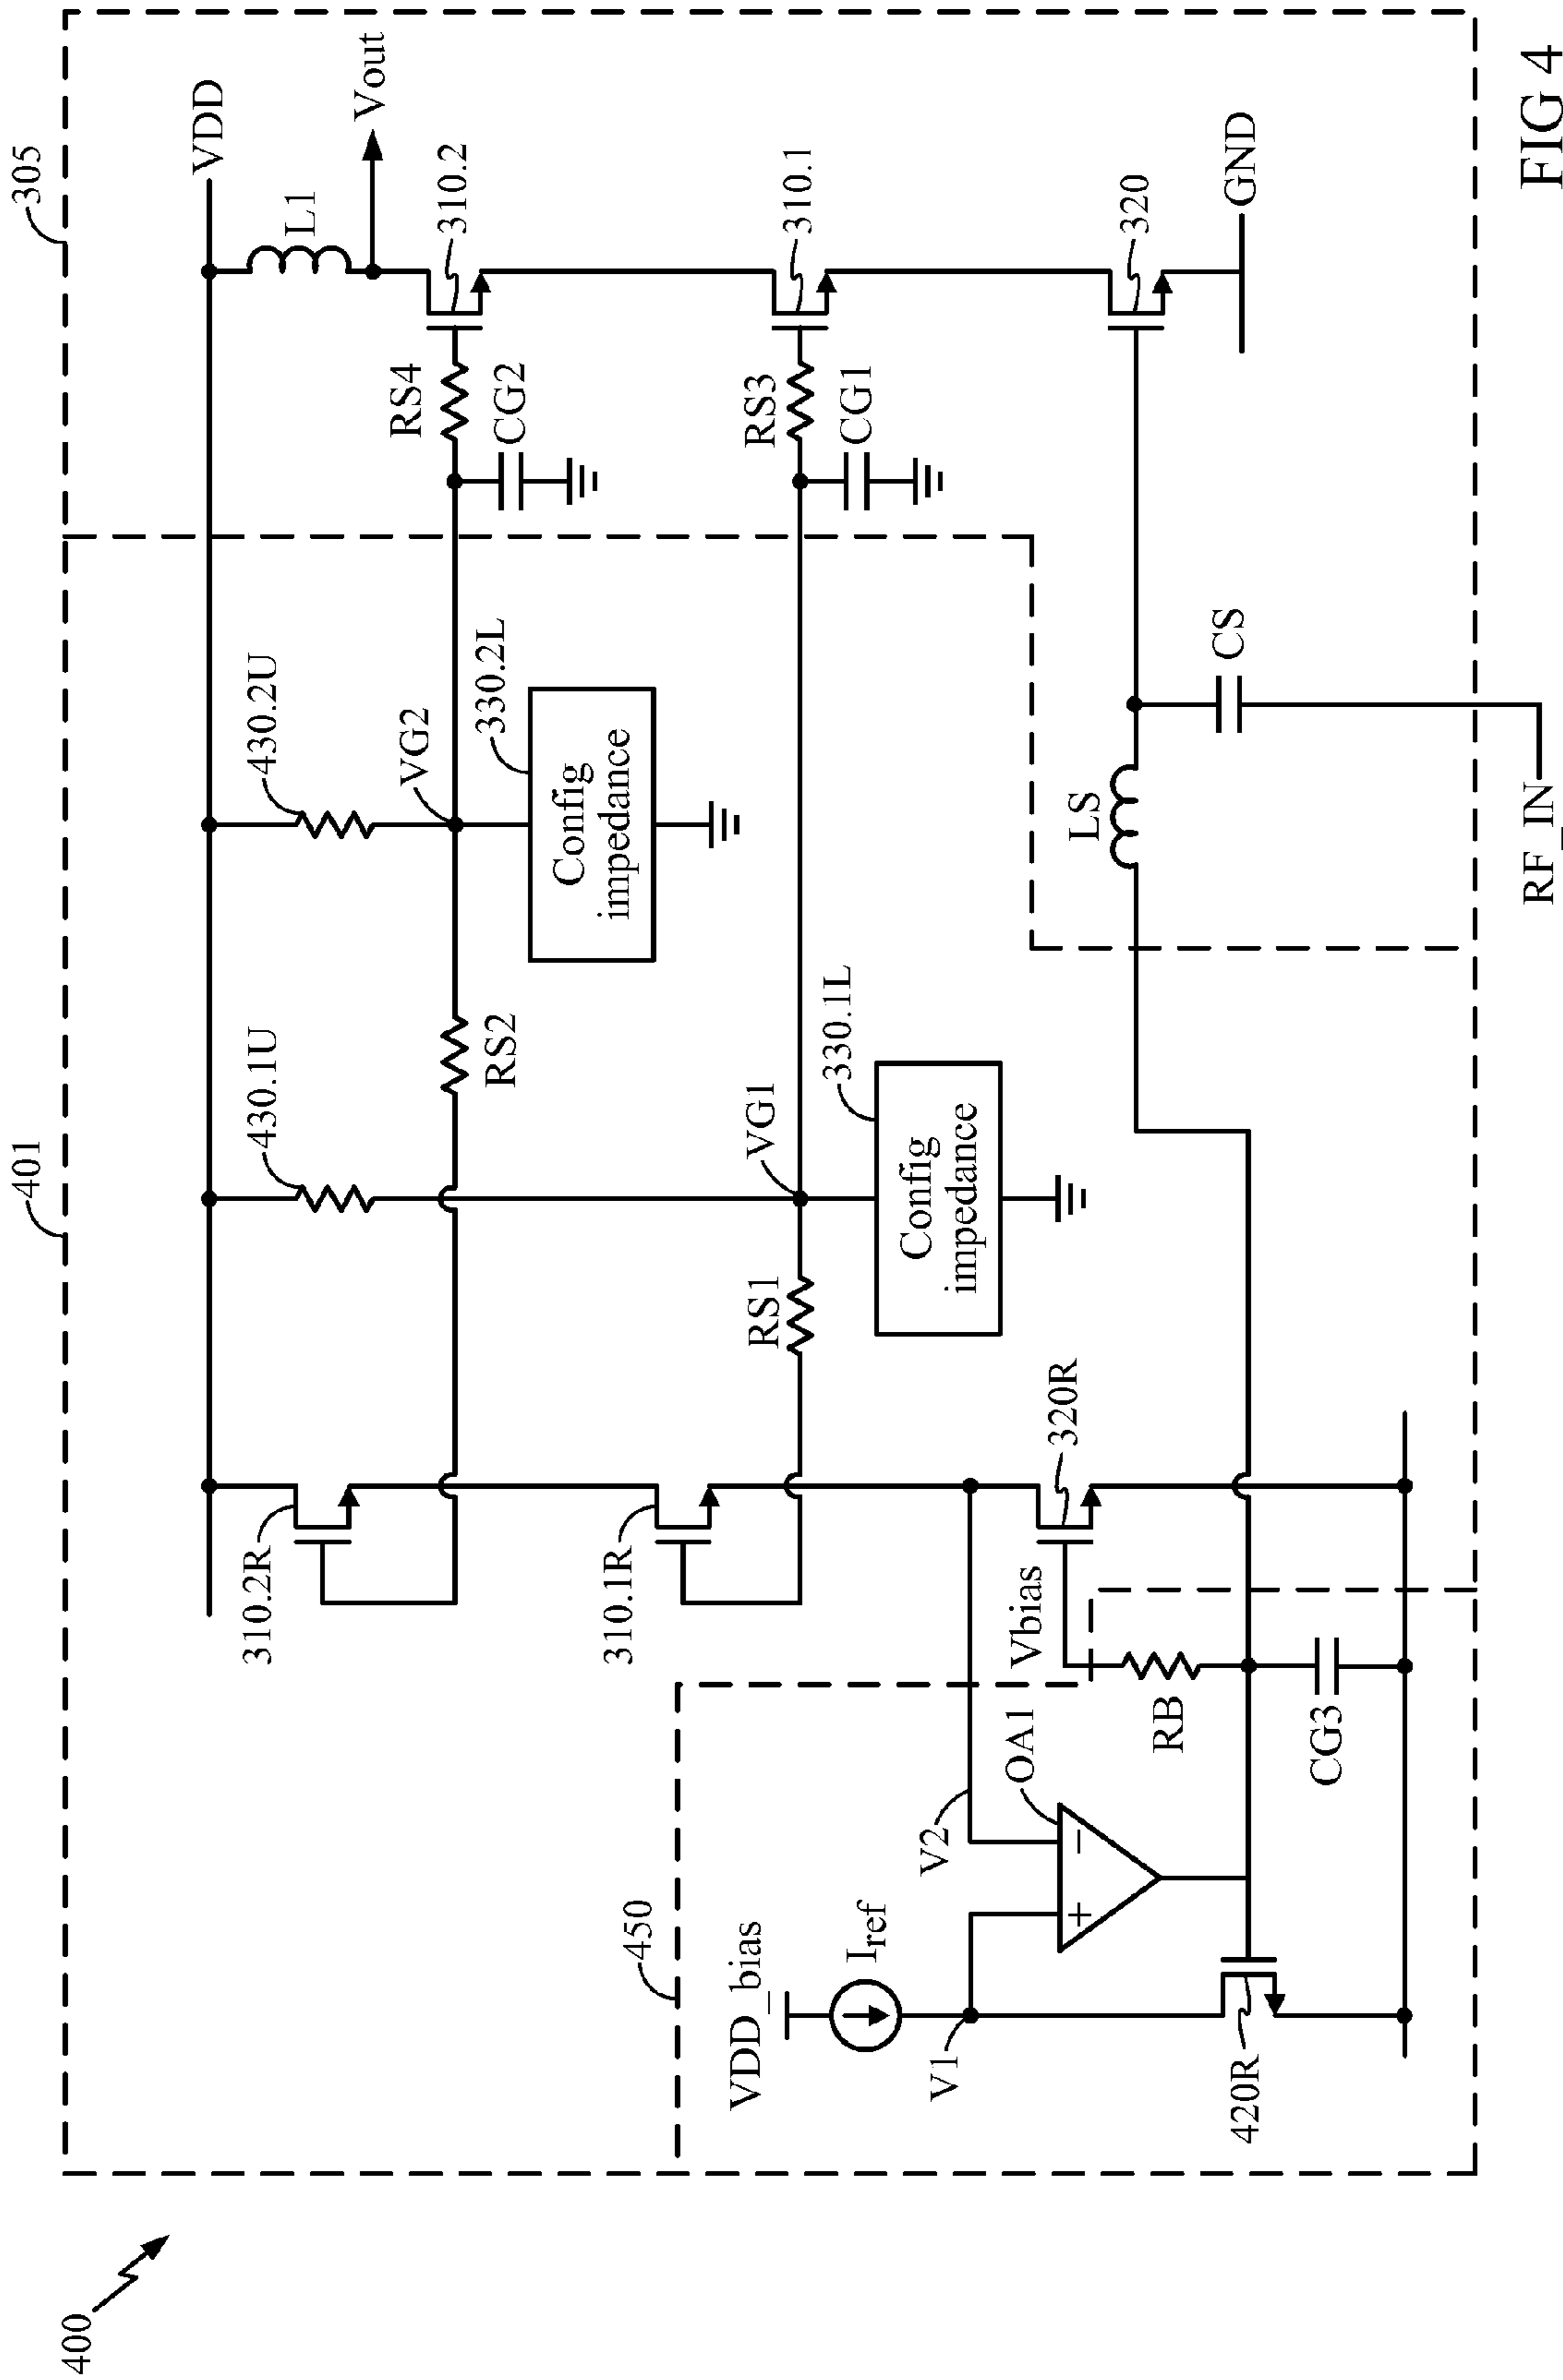 400
401
305
VDD
L1
Vout
430.1U
430.2U
310.2R
RS2
VG2
RS4
310.2
CG2
330.2L
Config
impedance
310.1R
RS1
VG1
RS3
310.1
CG1
330.1L
Config
impedance
450
VDD_bias
Iref
V1
V2
OA1
Vbias
320R
RB
CG3
420R
LS
CS
320
GND
RF_IN
FIG 4